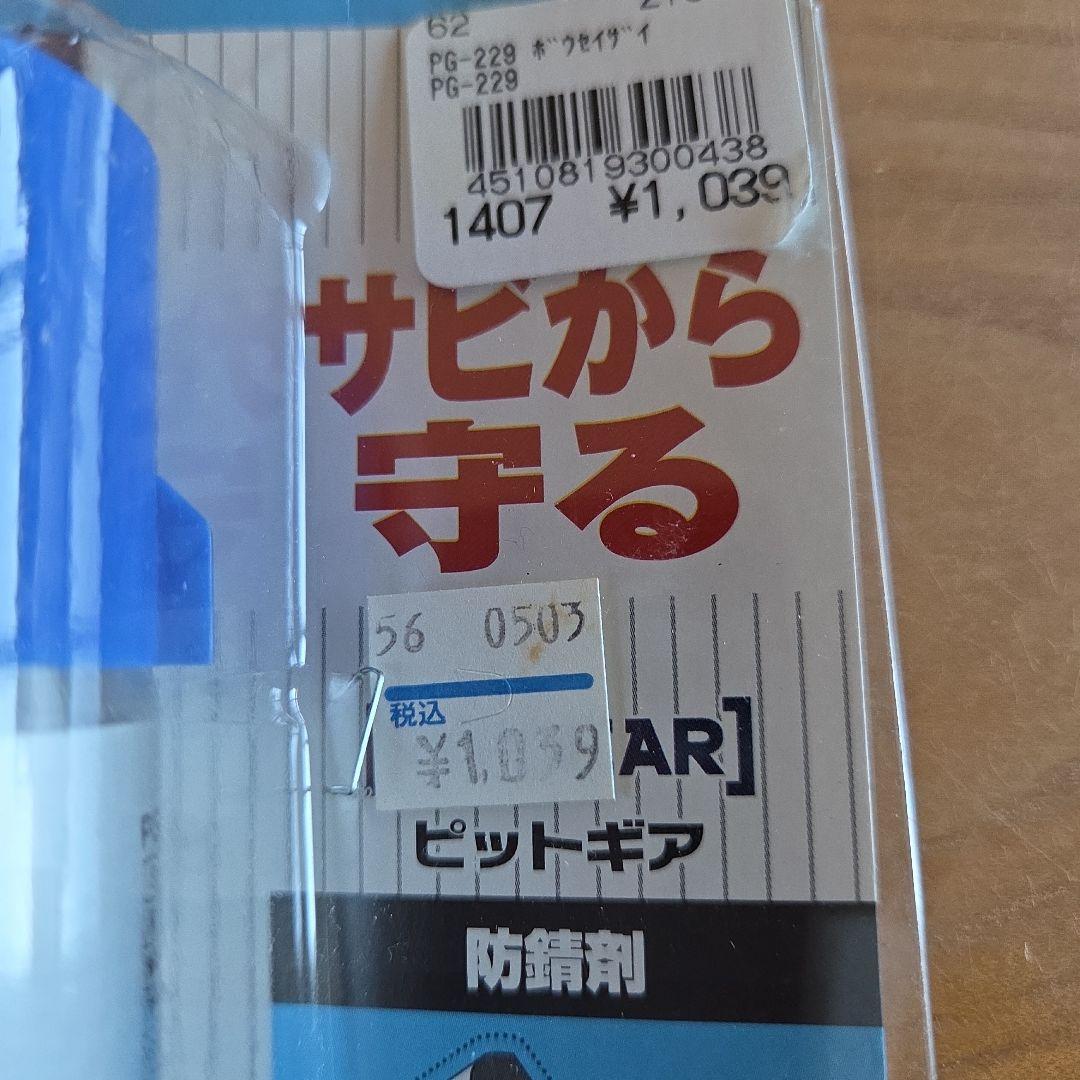 62
PG-229 ﾎﾞｳｾｲｻﾞｲ
PG-229
4510819300438
1407 ¥1,039
サビから
守る
56 0503
税込
¥1,039
AR]
ピットギア
防錆剤